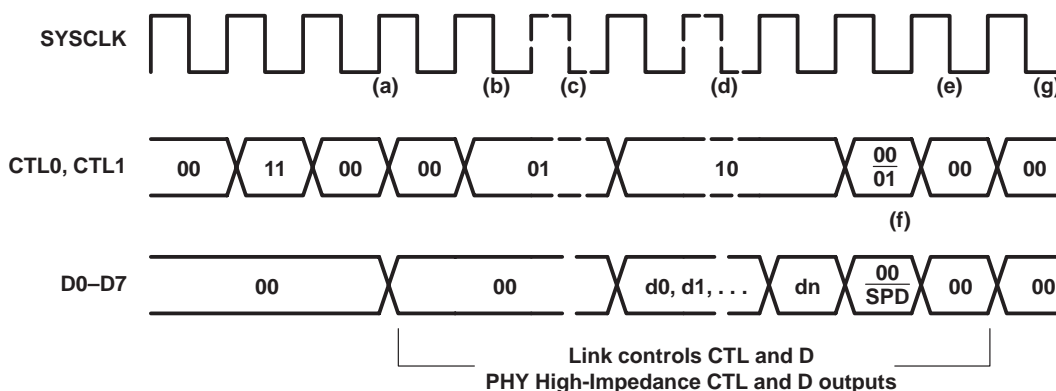 SYSCLK
(a) (b) (c) (d) (e) (g)
CTL0, CTL1 00 11 00 00 01 10 00 00 00
01
(f)
D0–D7 00 00 d0, d1, . . . dn 00 00 00
SPD
Link controls CTL and D
PHY High-Impedance CTL and D outputs